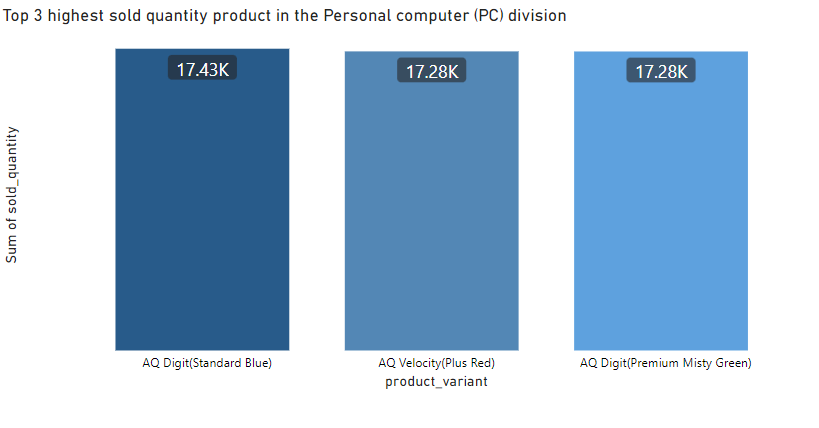 Top 3 highest sold quantity product in the Personal computer (PC) division
Sum of sold_quantity
17.43K
17.28K
17.28K
AQ Digit(Standard Blue)
AQ Velocity(Plus Red)
AQ Digit(Premium Misty Green)
product_variant